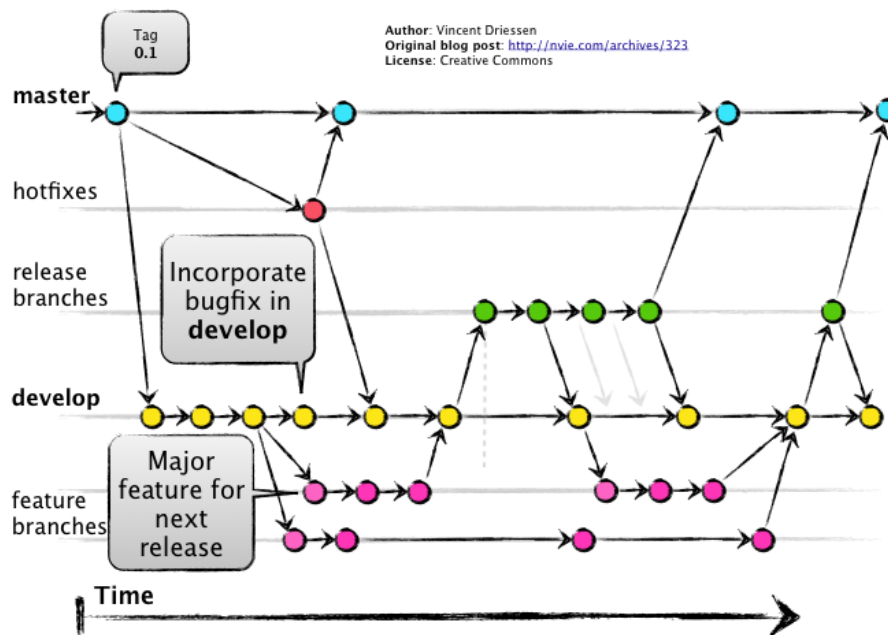 Tag
0.1
Author: Vincent Driessen
Original blog post: http://nvie.com/archives/323
License: Creative Commons
master
hotfixes
release
branches
Incorporate
bugfix in
develop
develop
Major
feature for
next
release
feature
branches
Time